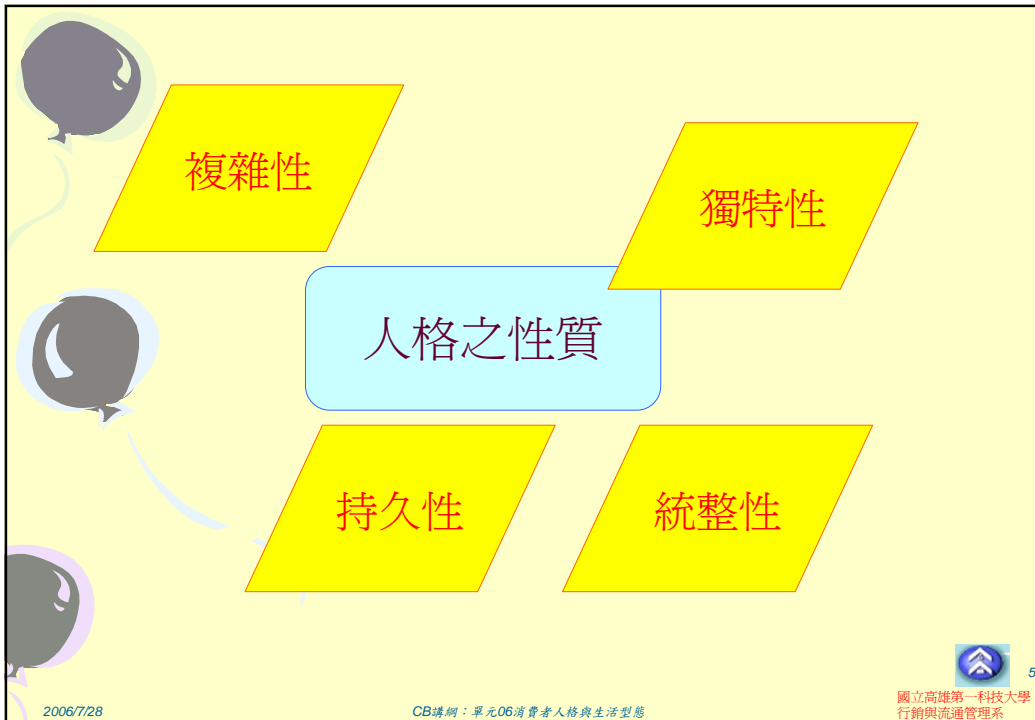 複雜性
獨特性
人格之性質
持久性
統整性
5
2006/7/28
CB講綱：單元06消費者人格與生活型態
國立高雄第一科技大學
行銷與流通管理系